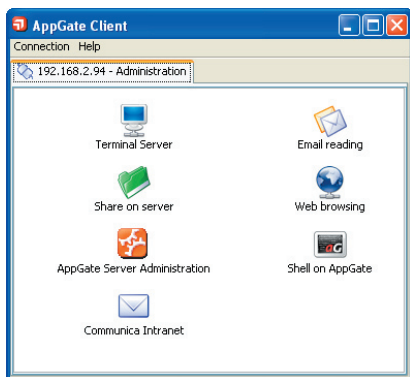 AppGate Client
Connection Help
192.168.2.94 - Administration
Terminal Server
Email reading
Share on server
Web browsing
AppGate Server Administration
Shell on AppGate
Communica Intranet